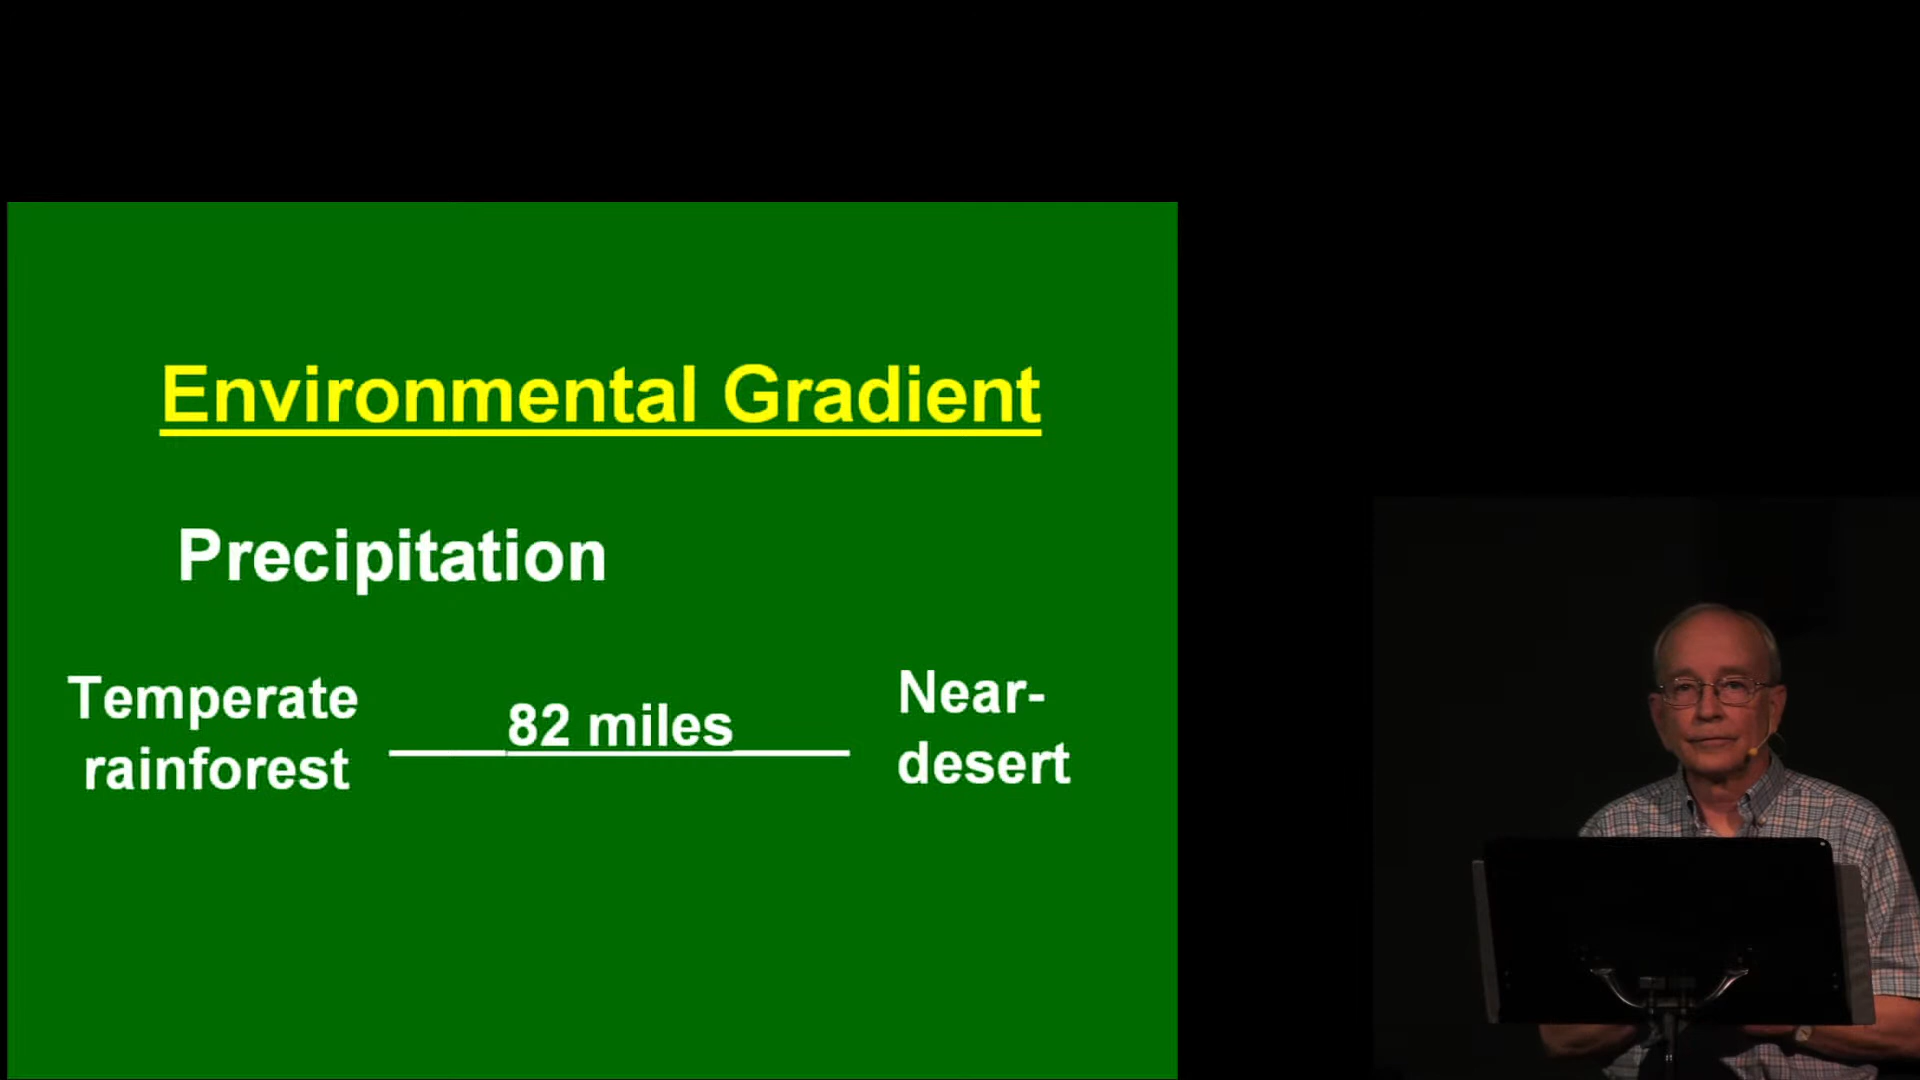 Environmental Gradient
Precipitation
Temperate
rainforest
82 miles
Near-
desert